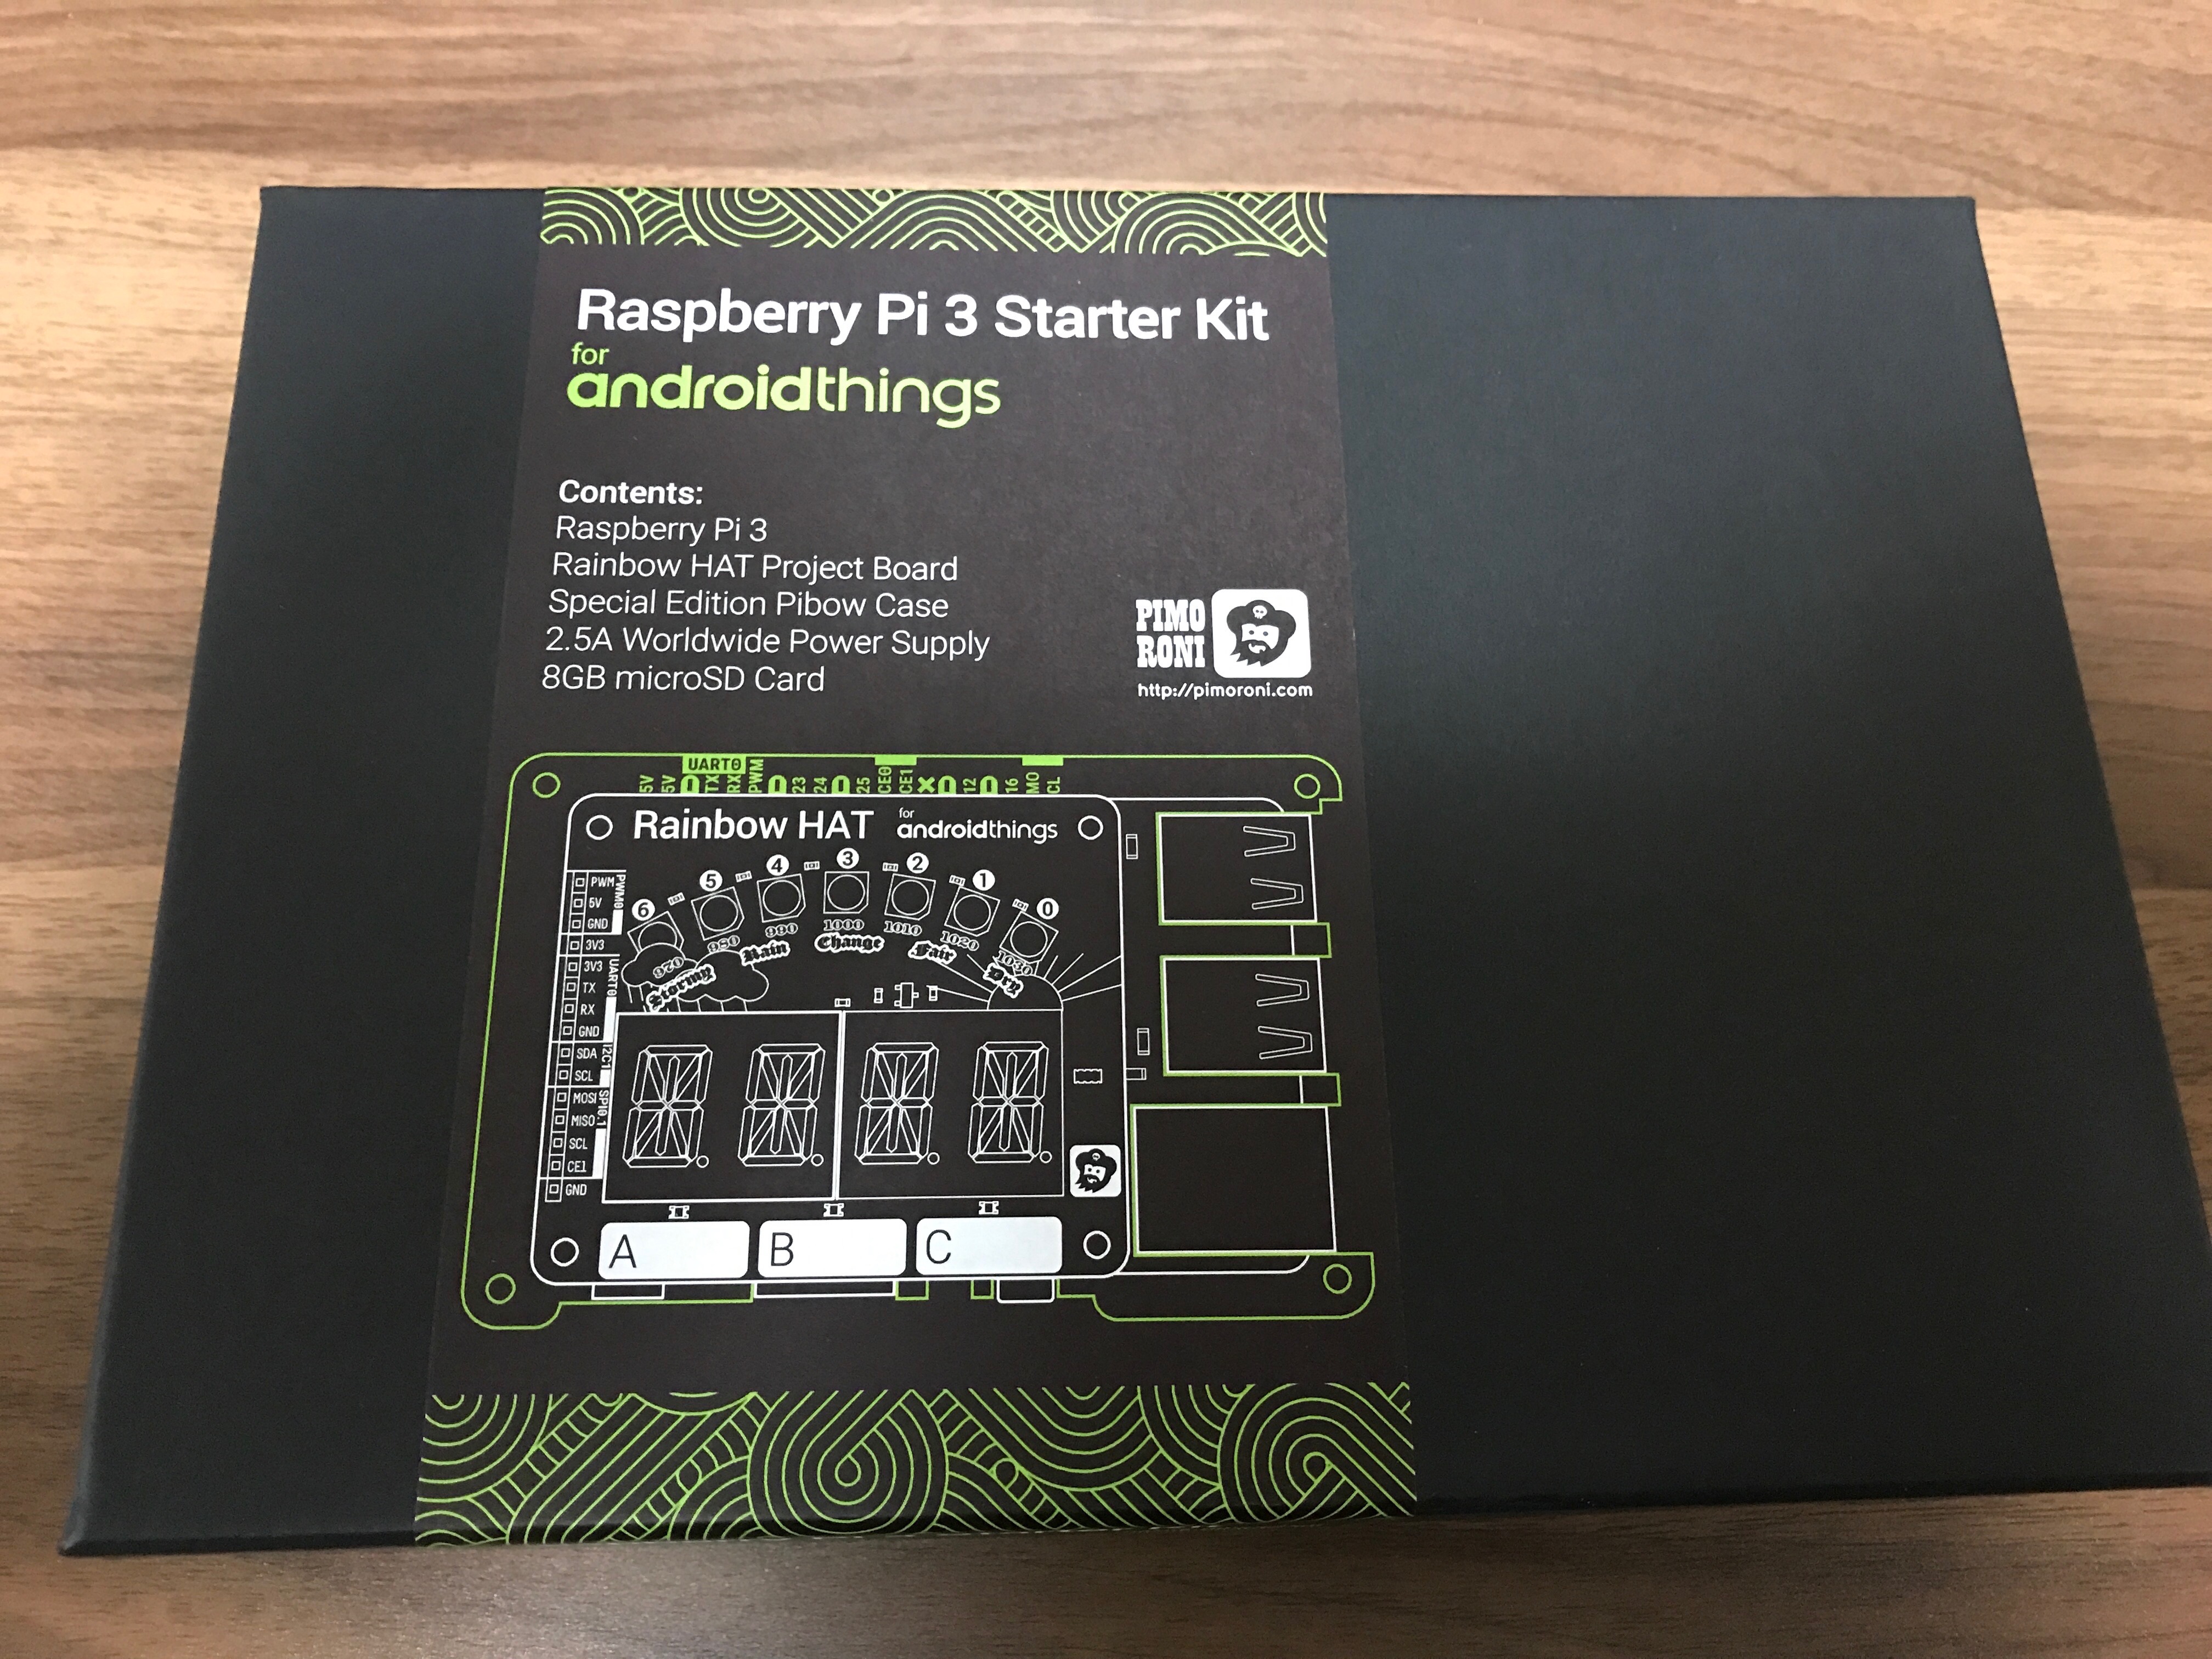 Raspberry Pi 3 Starter Kit
for
androidthings
Contents:
Raspberry Pi 3
Rainbow HAT Project Board
Special Edition Pibow Case
2.5A Worldwide Power Supply
8GB microSD Card
PIMO
RONI
http://pimoroni.com
UART0
5V 5V TX RX PWM 23 24 25 CE0 CE1 12 16 MO CL
Rainbow HAT for androidthings
6 5 4 3 2 1 0
970 980 990 1000 1010 1020 1030
Stormy Rain Change Fair Dry
PWM0
PWM
5V
GND
3V3
UART0
3V3
TX
RX
GND
I2C1
SDA
SCL
SPI0.1
MOSI
MISO
SCL
CE1
GND
A B C